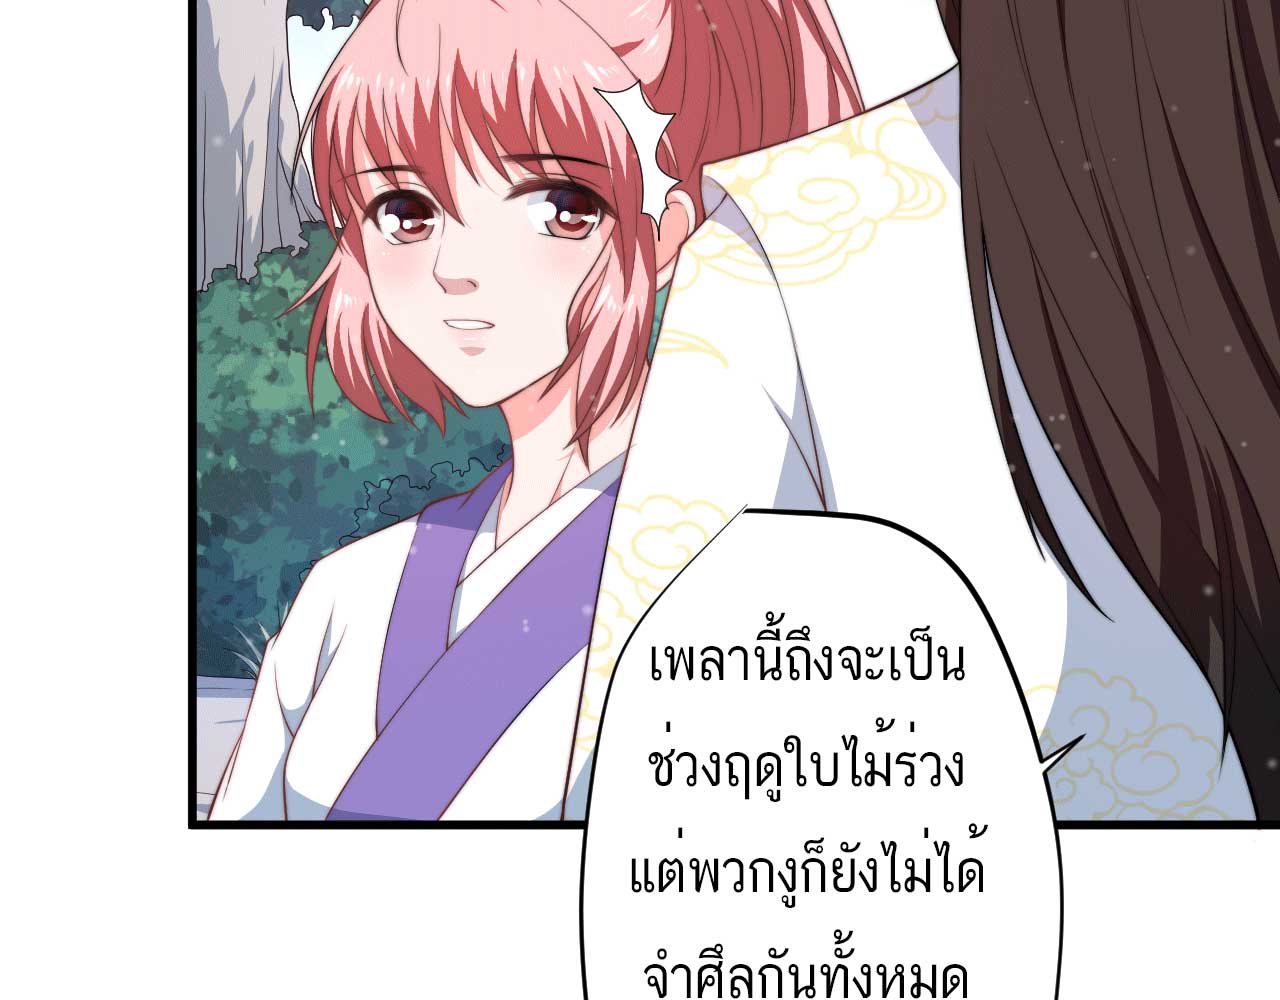 เพลานี้ถึงจะเป็น
ช่วงฤดูใบไม้ร่วง
แต่พวกงูก็ยังไม่ได้
จำศีลกันทั้งหมด